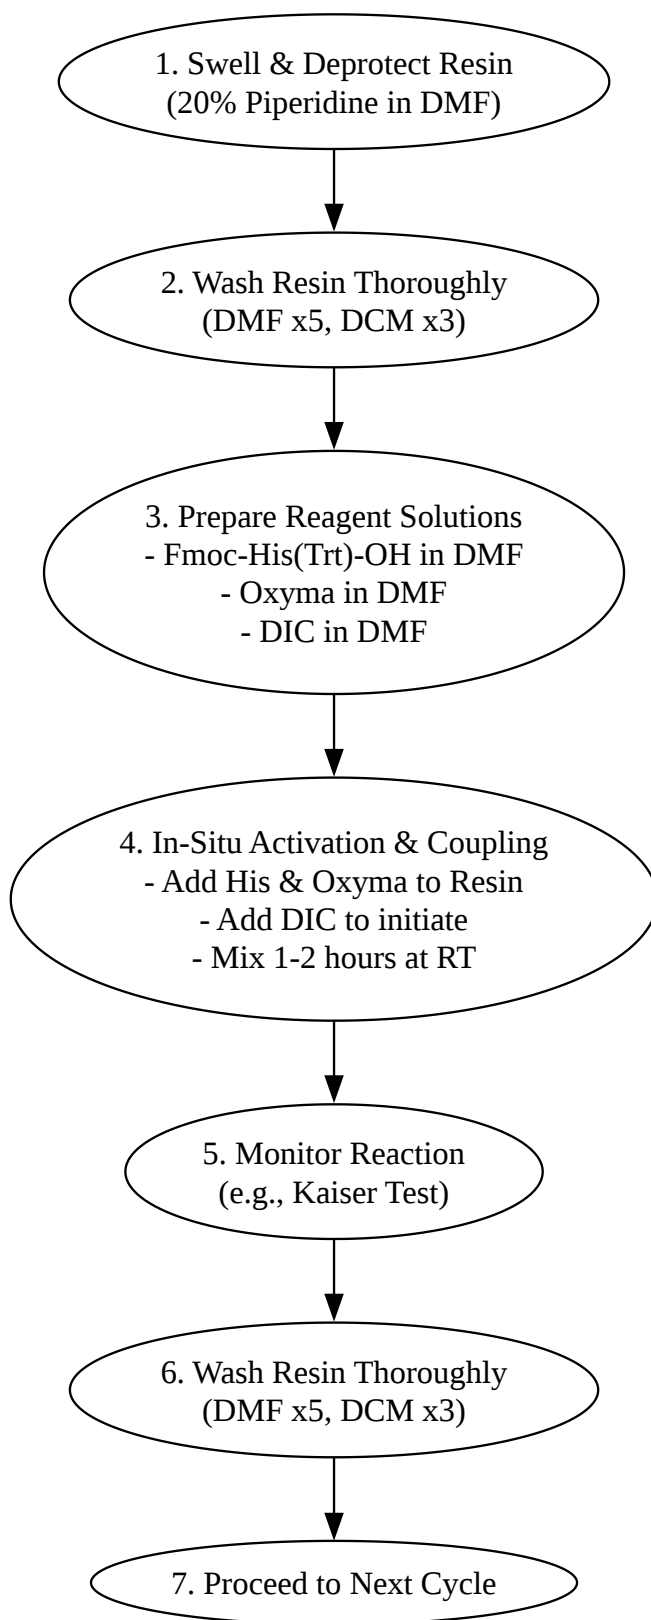 1. Swell & Deprotect Resin
(20% Piperidine in DMF)
2. Wash Resin Thoroughly
(DMF x5, DCM x3)
3. Prepare Reagent Solutions
- Fmoc-His(Trt)-OH in DMF
- Oxyma in DMF
- DIC in DMF
4. In-Situ Activation & Coupling
- Add His & Oxyma to Resin
- Add DIC to initiate
- Mix 1-2 hours at RT
5. Monitor Reaction
(e.g., Kaiser Test)
6. Wash Resin Thoroughly
(DMF x5, DCM x3)
7. Proceed to Next Cycle